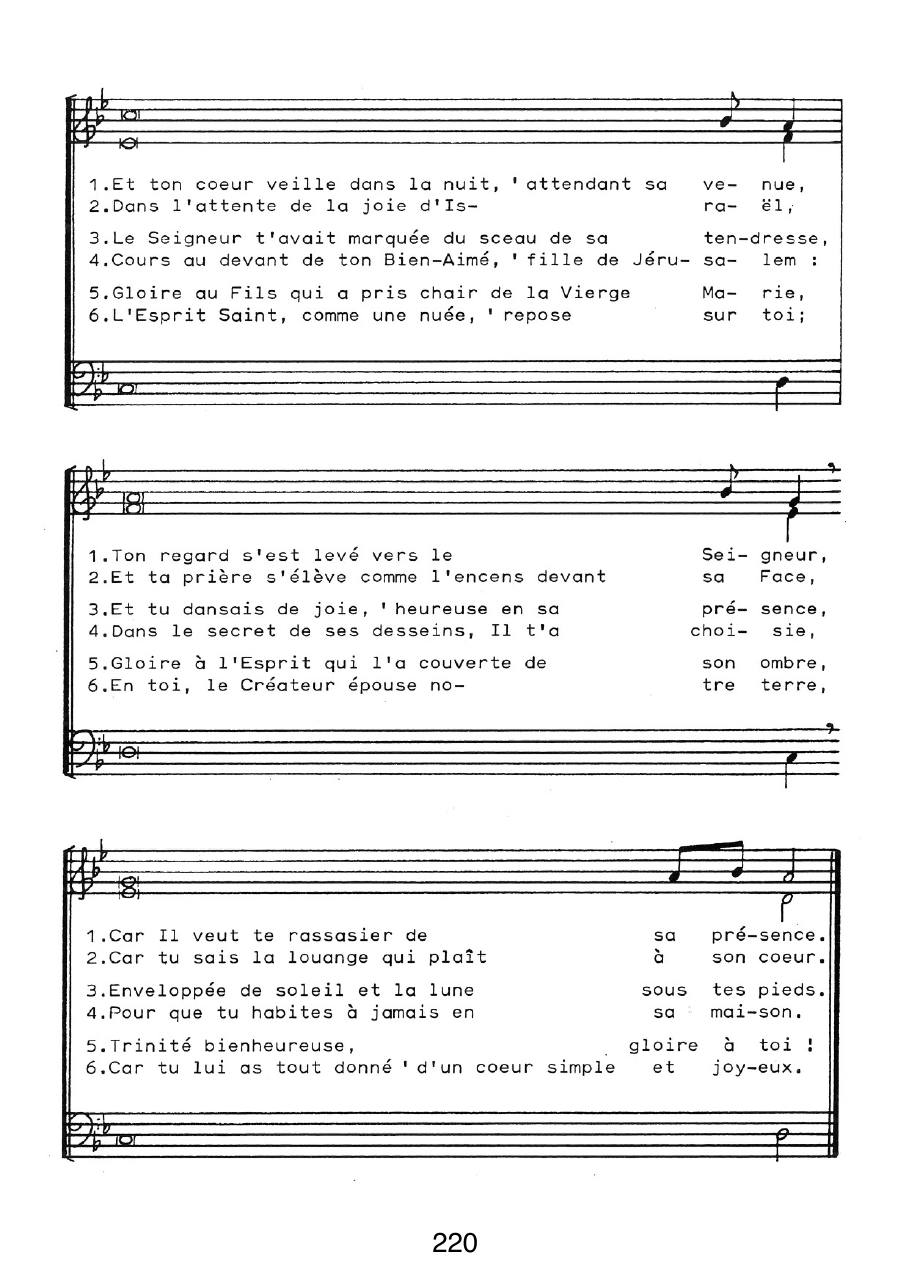 1.Et ton coeur veille dans la nuit, 'attendant sa ve- nue,
2.Dans l'attente de la joie d'Is- ra- ël,
3.Le Seigneur t'avait marquée du sceau de sa ten-dresse,
4.Cours au devant de ton Bien-Aimé, 'fille de Jéru- sa- lem :
5.Gloire au Fils qui a pris chair de la Vierge Ma- rie,
6.L'Esprit Saint, comme une nuée, 'repose sur toi;
1.Ton regard s'est levé vers le Sei- gneur,
2.Et ta prière s'élève comme l'encens devant sa Face,
3.Et tu dansais de joie, 'heureuse en sa pré- sence,
4.Dans le secret de ses desseins, Il t'a choi- sie,
5.Gloire à l'Esprit qui l'a couverte de son ombre,
6.En toi, le Créateur épouse no- tre terre,
1.Car Il veut te rassasier de sa pré-sence.
2.Car tu sais la louange qui plaît à son coeur.
3.Enveloppée de soleil et la lune sous tes pieds.
4.Pour que tu habites à jamais en sa mai-son.
5.Trinité bienheureuse, gloire à toi !
6.Car tu lui as tout donné 'd'un coeur simple et joy-eux.
220